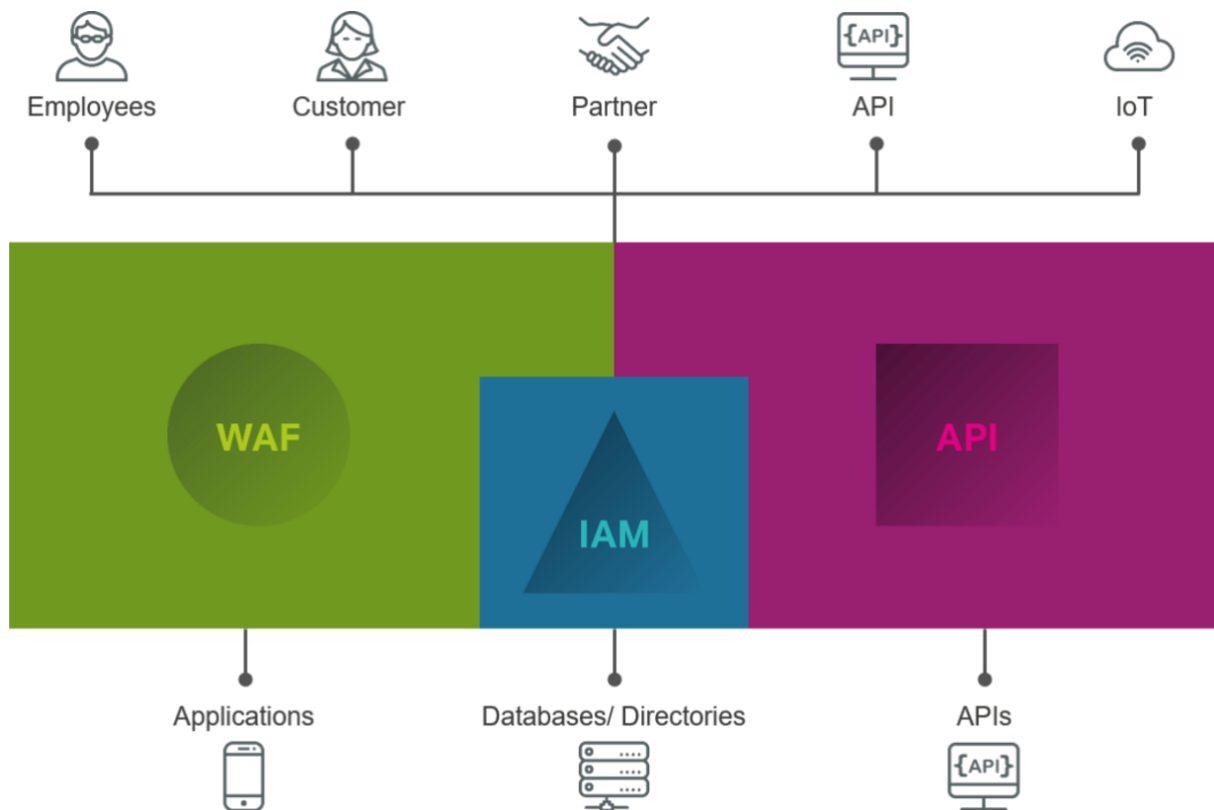 {API}
Employees
Customer
Partner
API
IoT
WAF
IAM
API
Applications
Databases/ Directories
APIs
{API}